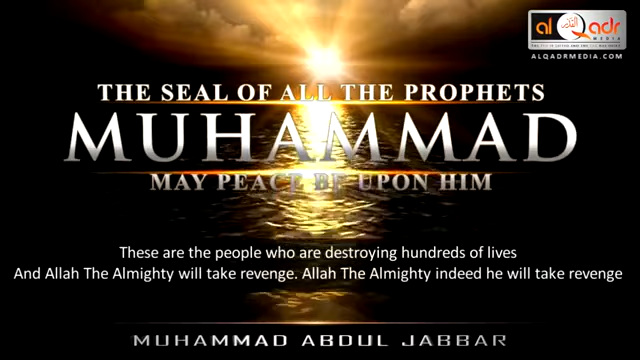 al Qadr
MEDIA
ALQADRMEDIA.COM
THE SEAL OF ALL THE PROPHETS
MUHAMMAD
MAY PEACE BE UPON HIM
These are the people who are destroying hundreds of lives
And Allah The Almighty will take revenge. Allah The Almighty indeed he will take revenge
MUHAMMAD ABDUL JABBAR